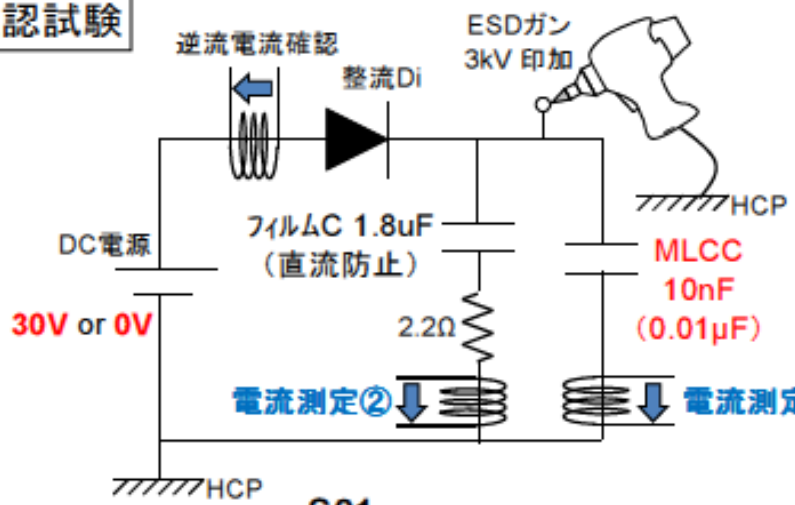 認試験
逆流電流確認
整流Di
ESDガン
3kV 印加
HCP
DC電源
30V or 0V
フィルムC 1.8uF
（直流防止）
2.2Ω
MLCC
10nF
（0.01μF）
電流測定②
電流測定
HCP